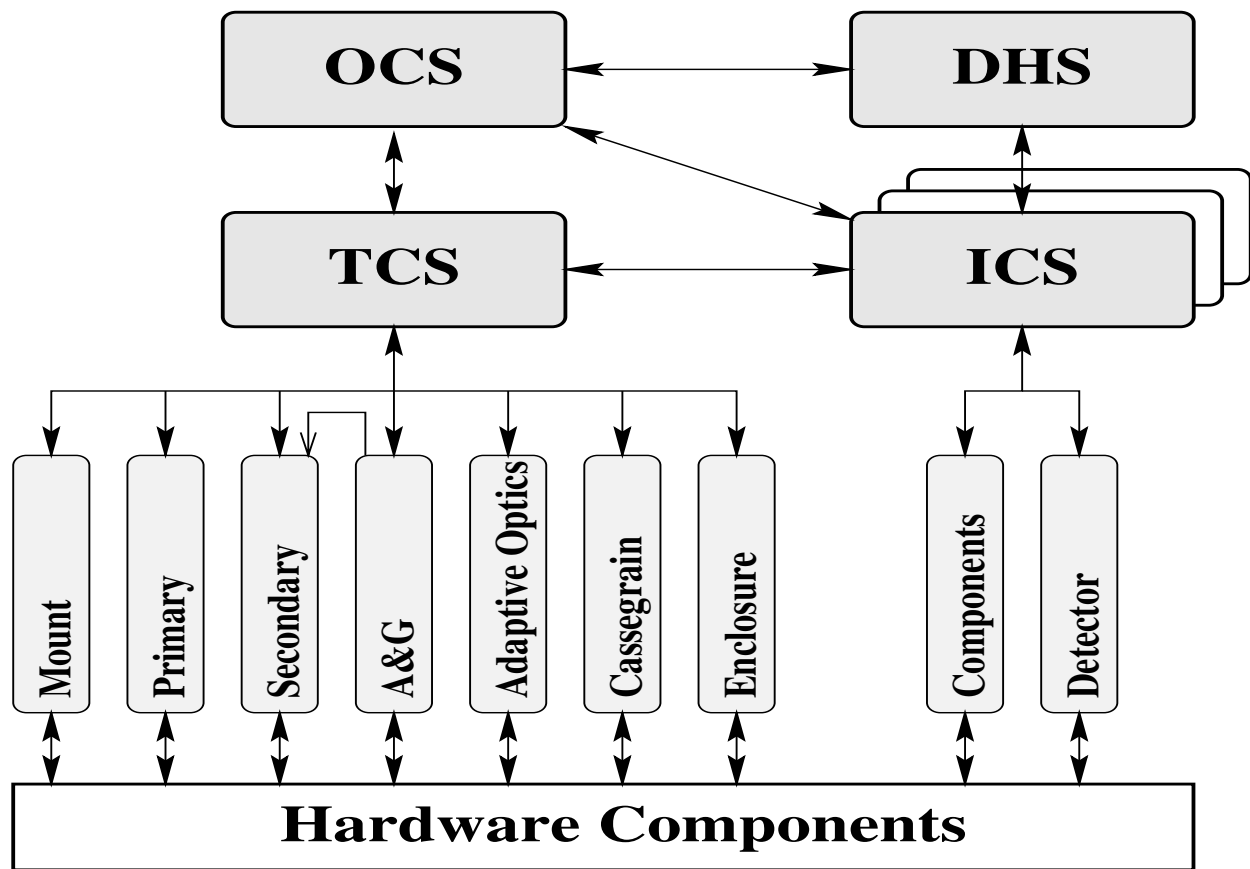 OCS
DHS
TCS
ICS
Mount
Primary
Secondary
A&G
Adaptive Optics
Cassegrain
Enclosure
Components
Detector
Hardware Components